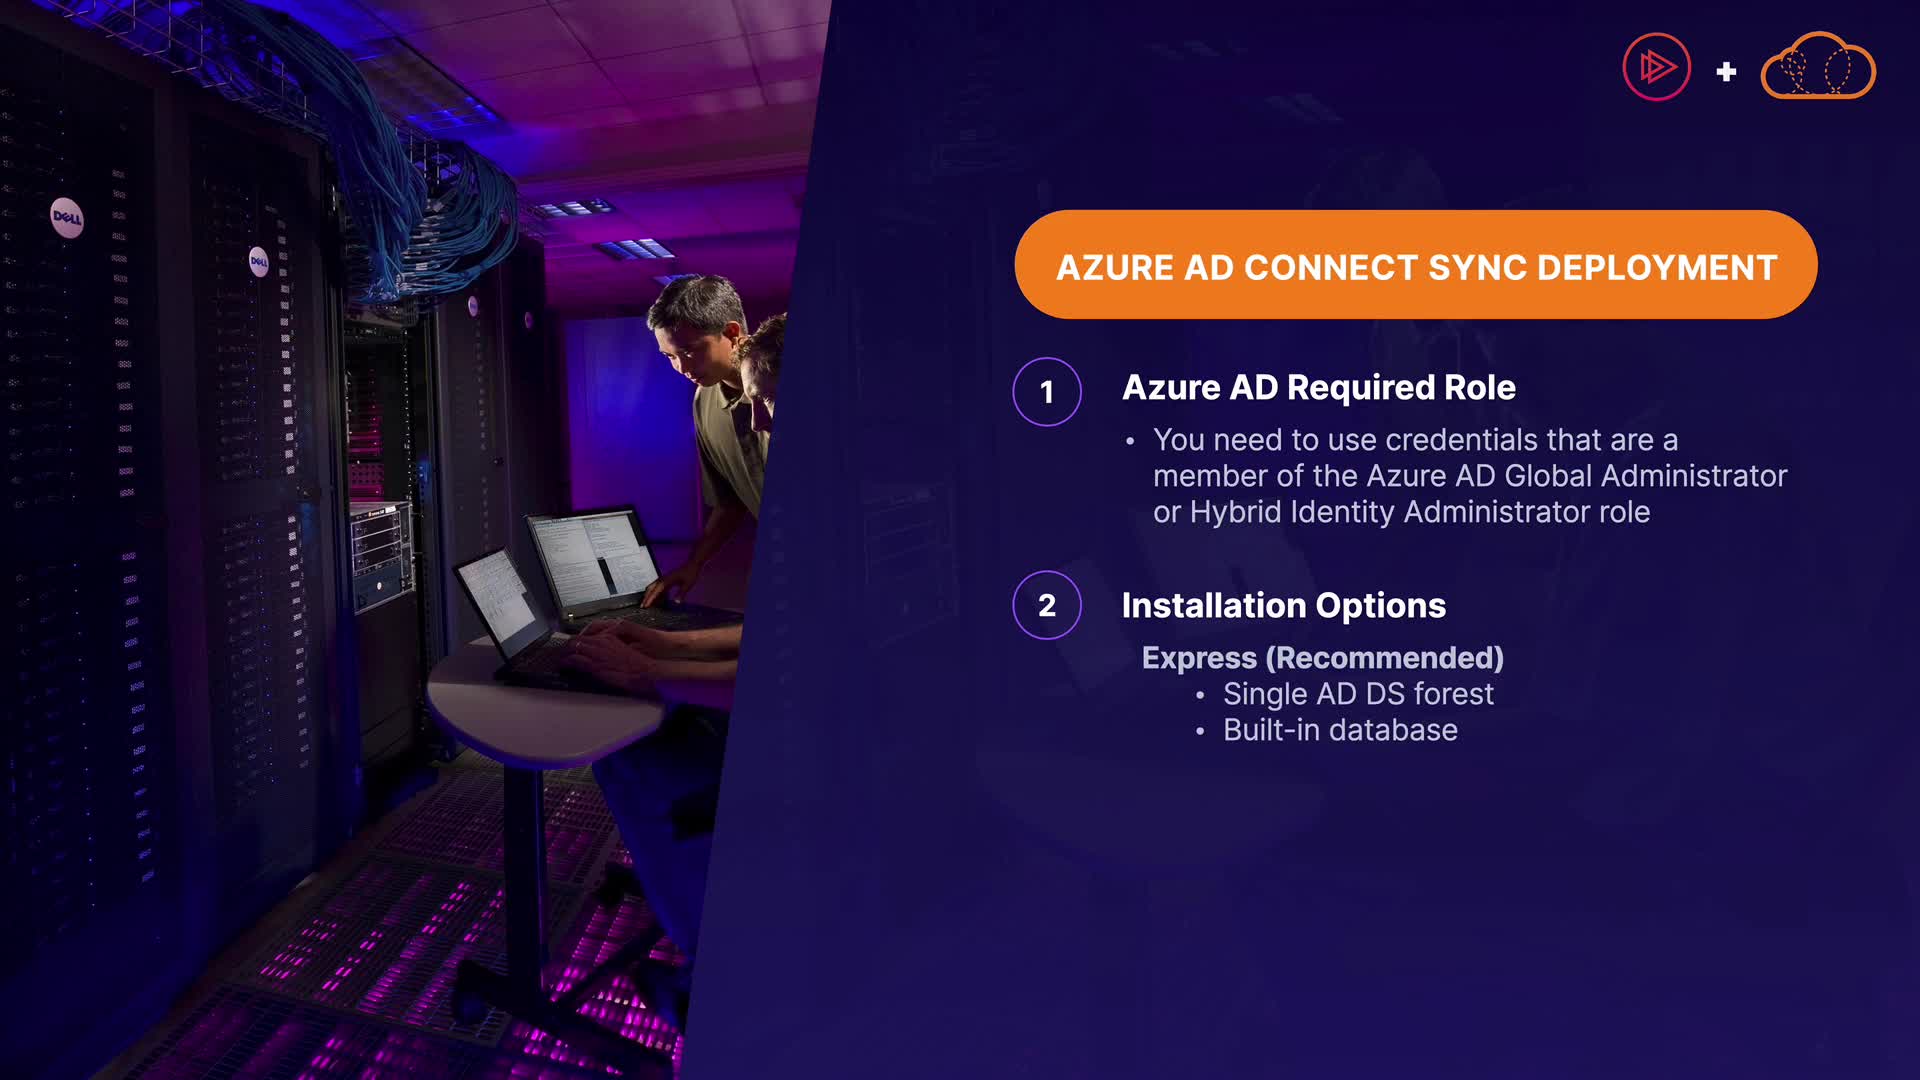 DELL
DELL
AZURE AD CONNECT SYNC DEPLOYMENT
1
Azure AD Required Role
• You need to use credentials that are a
member of the Azure AD Global Administrator
or Hybrid Identity Administrator role
2
Installation Options
Express (Recommended)
• Single AD DS forest
• Built-in database